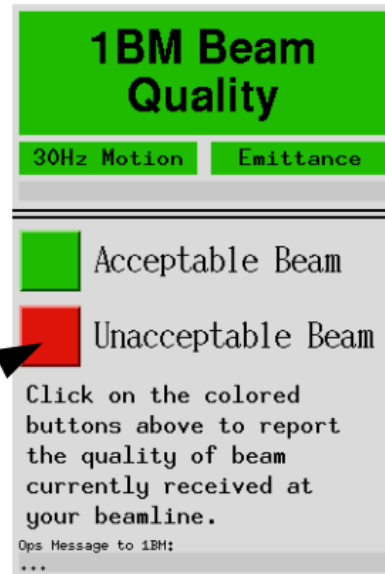 1BM Beam
Quality
30Hz Motion Emittance
Acceptable Beam
Unacceptable Beam
Click on the colored
buttons above to report
the quality of beam
currently received at
your beamline.
Ops Message to 1BM:
...